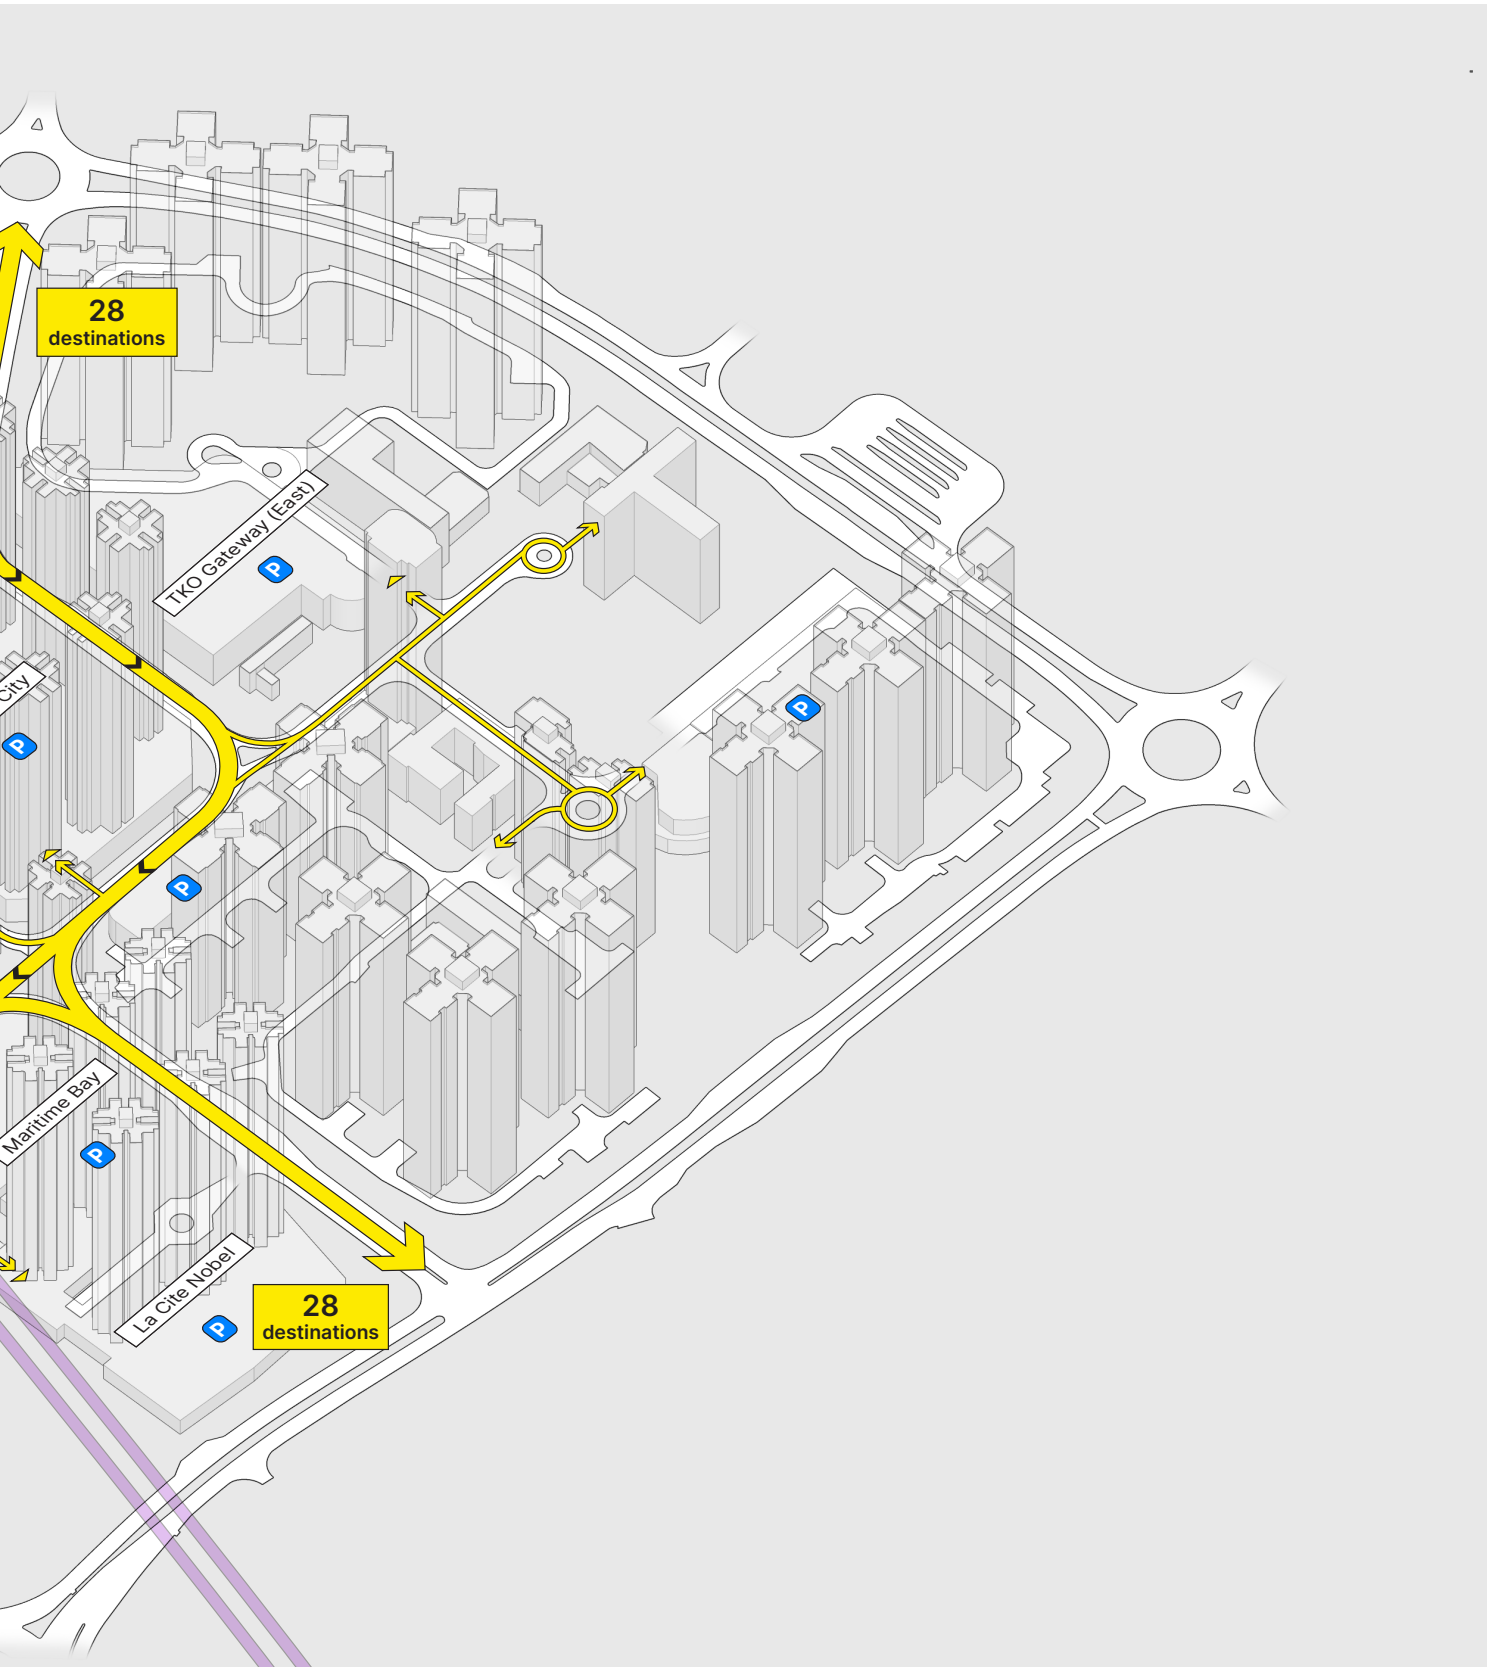 28
destinations
TKO Gateway (East)
P
City
P
P
P
Maritime Bay
P
La Cite Nobel
P
28
destinations